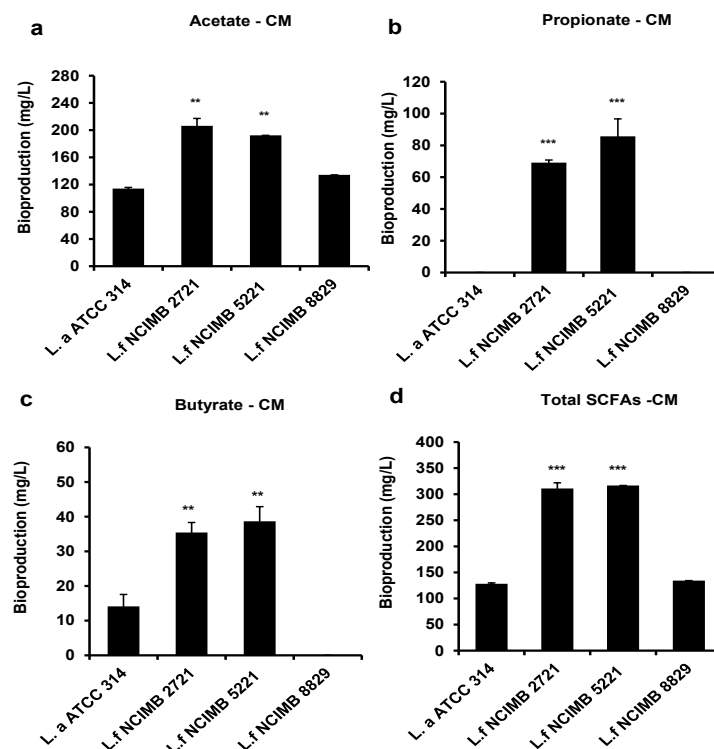 a
Acetate - CM
Bioproduction (mg/L)
280
240
200
160
120
80
40
0
**
**
L. a ATCC 314
L.f NCIMB 2721
L.f NCIMB 5221
L.f NCIMB 8829
b
Propionate - CM
Bioproduction (mg/L)
120
100
80
60
40
20
0
***
***
L. a ATCC 314
L.f NCIMB 2721
L.f NCIMB 5221
L.f NCIMB 8829
c
Butyrate - CM
Bioproduction (mg/L)
60
50
40
30
20
10
0
**
**
L. a ATCC 314
L.f NCIMB 2721
L.f NCIMB 5221
L.f NCIMB 8829
d
Total SCFAs -CM
Bioproduction (mg/L)
400
350
300
250
200
150
100
50
0
***
***
L. a ATCC 314
L.f NCIMB 2721
L.f NCIMB 5221
L.f NCIMB 8829